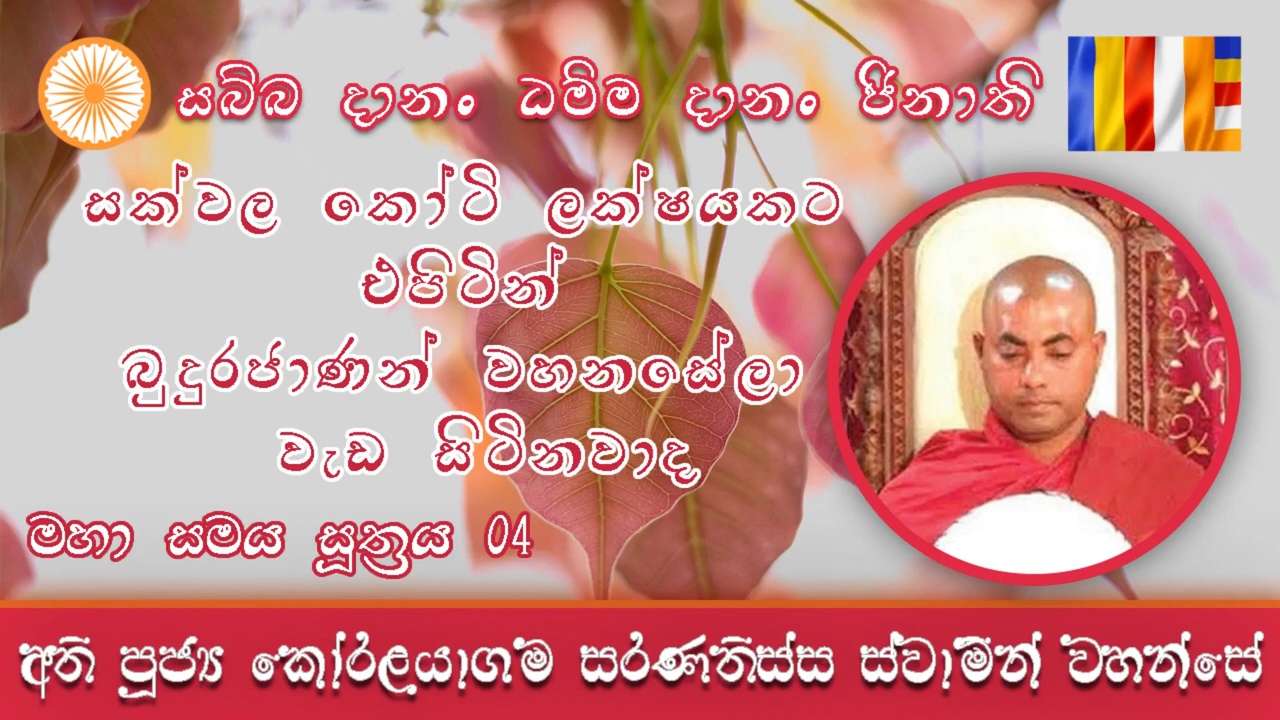 සබ්බ දානං ධම්ම දානං ජිනාති
සක්වල කෝටි ලක්ෂයකට
එපිටින්
බුදුරජාණන් වහනසේලා
වැඩ සිටිනවාද
මහා සමය සූත්‍රය 04
අති පූජ්‍ය කෝරළයාගම සරණතිස්ස ස්වාමීන් වහන්සේ